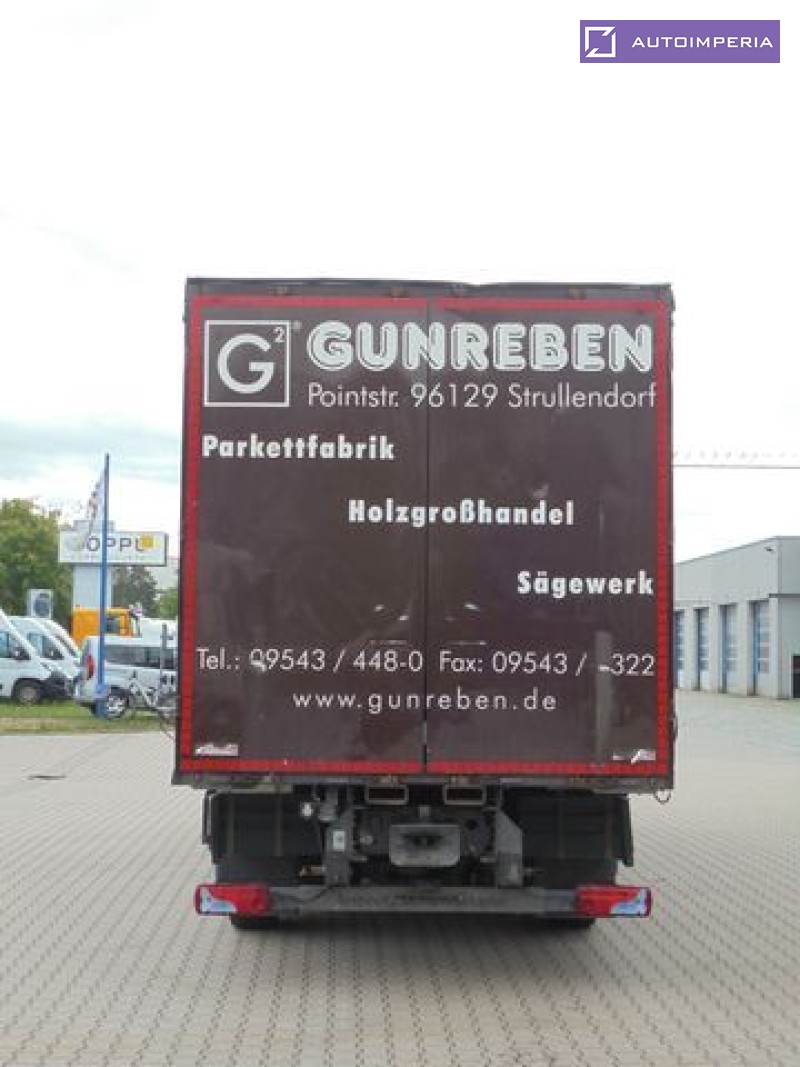 AUTOIMPERIA
G² ® GUNREBEN
Pointstr. 96129 Strullendorf
Parkettfabrik
Holzgroßhandel
Sägewerk
Tel.: 09543 / 448-0 Fax: 09543 / -322
www.gunreben.de